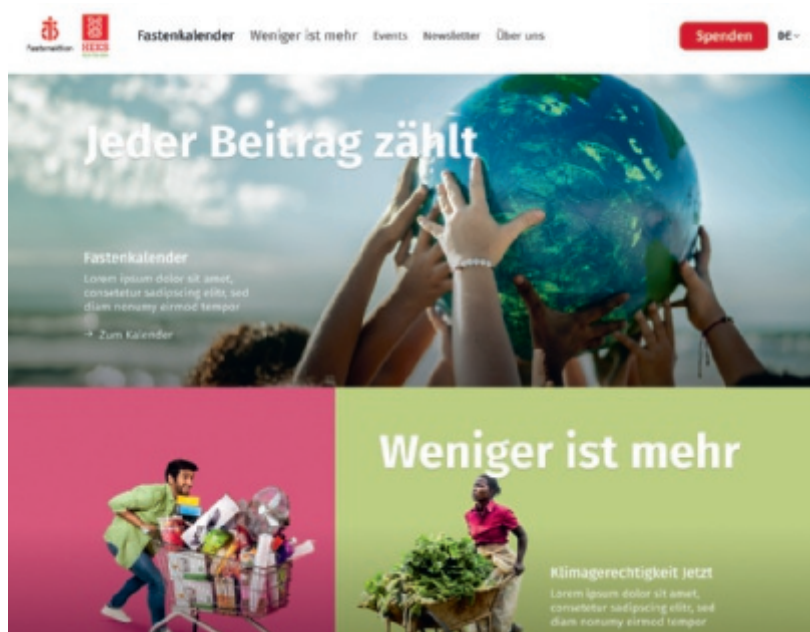 Fastenaktion
HEKS
Fastenkalender Weniger ist mehr Events Newsletter Über uns
Spenden DE
Jeder Beitrag zählt
Fastenkalender
Lorem ipsum dolor sit amet,
consetetur sadipscing elitr, sed
diam nonumy eirmod tempor
→ Zum Kalender
Weniger ist mehr
Klimagerechtigkeit Jetzt
Lorem ipsum dolor sit amet,
consetetur sadipscing elitr, sed
diam nonumy eirmod tempor